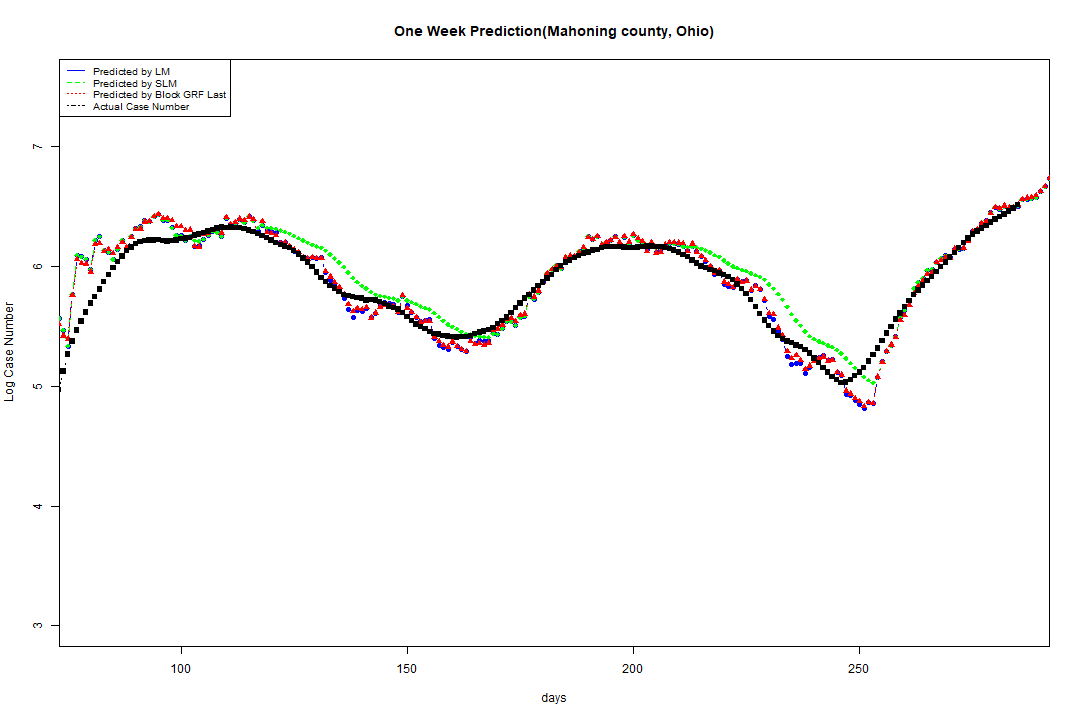 One Week Prediction(Mahoning county, Ohio)
Predicted by LM
Predicted by SLM
Predicted by Block GRF Last
Actual Case Number
Log Case Number
7
6
5
4
3
100 150 200 250
days